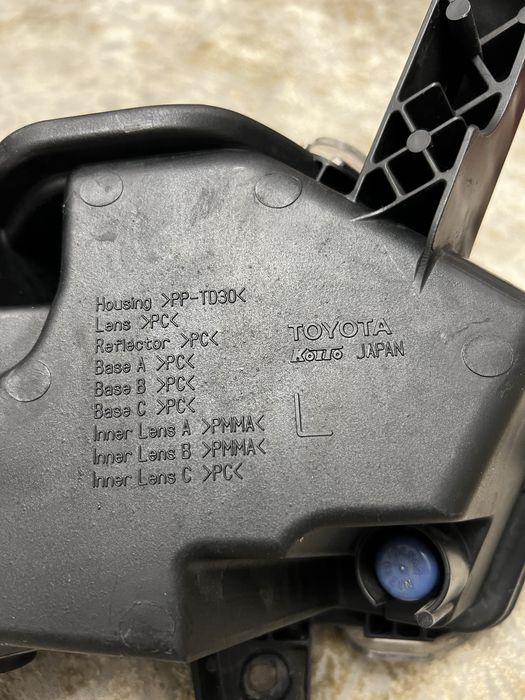 Housing >PP-TD30<
Lens >PC<
Reflector >PC<
Base A >PC<
Base B >PC<
Base C >PC<
Inner Lens A >PMMA<
Inner Lens B >PMMA<
Inner Lens C >PC<
TOYOTA
KOITO JAPAN
L